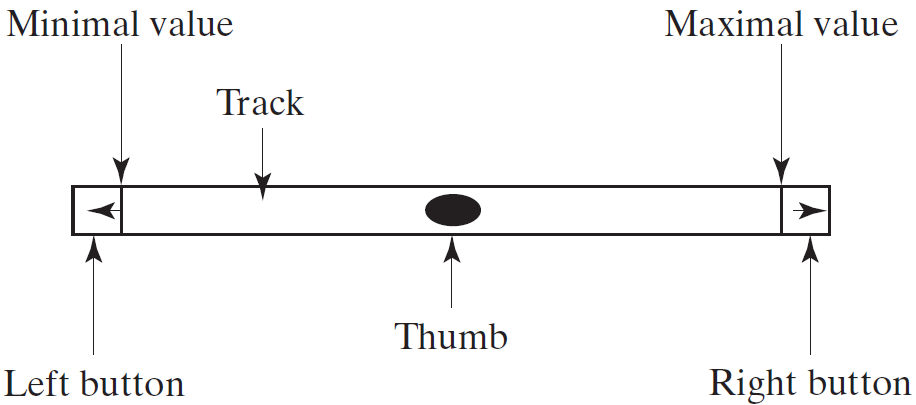 Minimal value
Maximal value
Track
Thumb
Left button
Right button